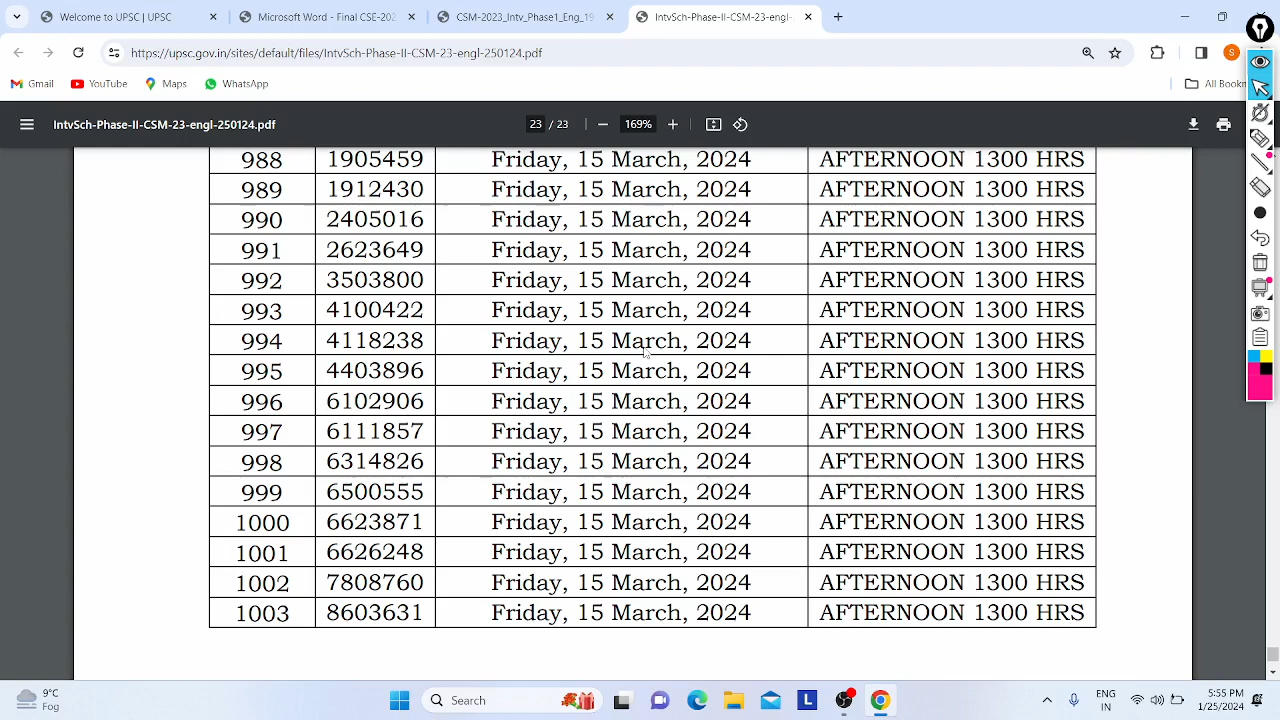 Welcome to UPSC | UPSC
Microsoft Word - Final CSE-202
CSM-2023_Intv_Phase I_Eng_19
IntvSch-Phase-II-CSM-23-engl-2
https://upsc.gov.in/sites/default/files/IntvSch-Phase-II-CSM-23-engl-250124.pdf
S
Gmail
YouTube
Maps
WhatsApp
All Bookm
IntvSch-Phase-II-CSM-23-engl-250124.pdf
23 / 23
169%
988 1905459 Friday, 15 March, 2024 AFTERNOON 1300 HRS
989 1912430 Friday, 15 March, 2024 AFTERNOON 1300 HRS
990 2405016 Friday, 15 March, 2024 AFTERNOON 1300 HRS
991 2623649 Friday, 15 March, 2024 AFTERNOON 1300 HRS
992 3503800 Friday, 15 March, 2024 AFTERNOON 1300 HRS
993 4100422 Friday, 15 March, 2024 AFTERNOON 1300 HRS
994 4118238 Friday, 15 March, 2024 AFTERNOON 1300 HRS
995 4403896 Friday, 15 March, 2024 AFTERNOON 1300 HRS
996 6102906 Friday, 15 March, 2024 AFTERNOON 1300 HRS
997 6111857 Friday, 15 March, 2024 AFTERNOON 1300 HRS
998 6314826 Friday, 15 March, 2024 AFTERNOON 1300 HRS
999 6500555 Friday, 15 March, 2024 AFTERNOON 1300 HRS
1000 6623871 Friday, 15 March, 2024 AFTERNOON 1300 HRS
1001 6626248 Friday, 15 March, 2024 AFTERNOON 1300 HRS
1002 7808760 Friday, 15 March, 2024 AFTERNOON 1300 HRS
1003 8603631 Friday, 15 March, 2024 AFTERNOON 1300 HRS
9°C
Fog
Search
L
ENG
IN
5:55 PM
1/25/2024